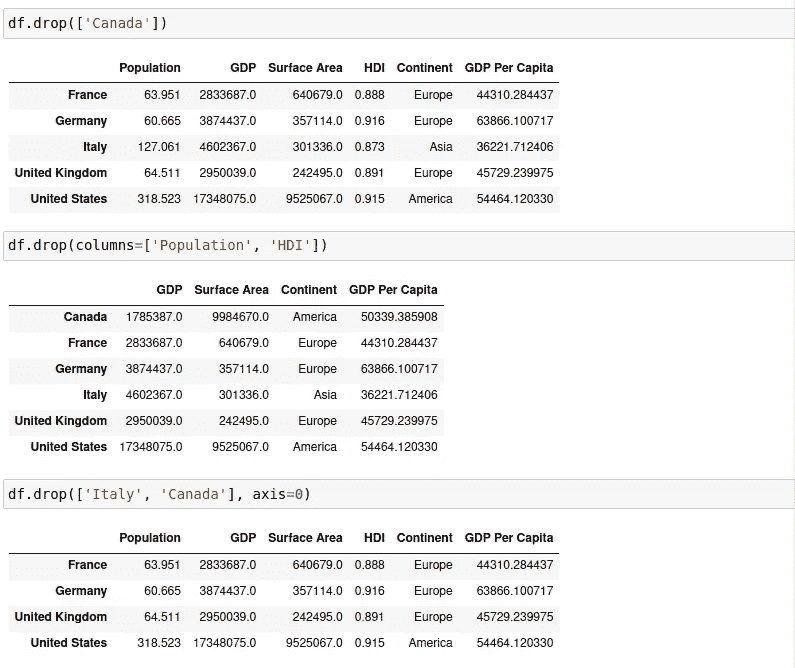 df.drop(['Canada'])
Population GDP Surface Area HDI Continent GDP Per Capita
France 63.951 2833687.0 640679.0 0.888 Europe 44310.284437
Germany 60.665 3874437.0 357114.0 0.916 Europe 63866.100717
Italy 127.061 4602367.0 301336.0 0.873 Asia 36221.712406
United Kingdom 64.511 2950039.0 242495.0 0.891 Europe 45729.239975
United States 318.523 17348075.0 9525067.0 0.915 America 54464.120330
df.drop(columns=['Population', 'HDI'])
GDP Surface Area Continent GDP Per Capita
Canada 1785387.0 9984670.0 America 50339.385908
France 2833687.0 640679.0 Europe 44310.284437
Germany 3874437.0 357114.0 Europe 63866.100717
Italy 4602367.0 301336.0 Asia 36221.712406
United Kingdom 2950039.0 242495.0 Europe 45729.239975
United States 17348075.0 9525067.0 America 54464.120330
df.drop(['Italy', 'Canada'], axis=0)
Population GDP Surface Area HDI Continent GDP Per Capita
France 63.951 2833687.0 640679.0 0.888 Europe 44310.284437
Germany 60.665 3874437.0 357114.0 0.916 Europe 63866.100717
United Kingdom 64.511 2950039.0 242495.0 0.891 Europe 45729.239975
United States 318.523 17348075.0 9525067.0 0.915 America 54464.120330